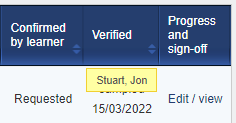 Confirmed by learner
Verified
Progress and sign-off
Stuart, Jon
Requested
15/03/2022
Edit / view